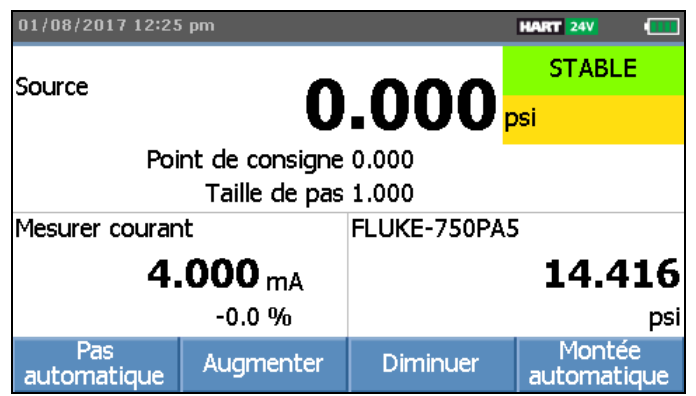 01/08/2017 12:25 pm HART 24V
STABLE
Source 0.000 psi
Point de consigne 0.000
Taille de pas 1.000
Mesurer courant FLUKE-750PA5
4.000 mA 14.416
-0.0 % psi
Pas automatique Augmenter Diminuer Montée automatique